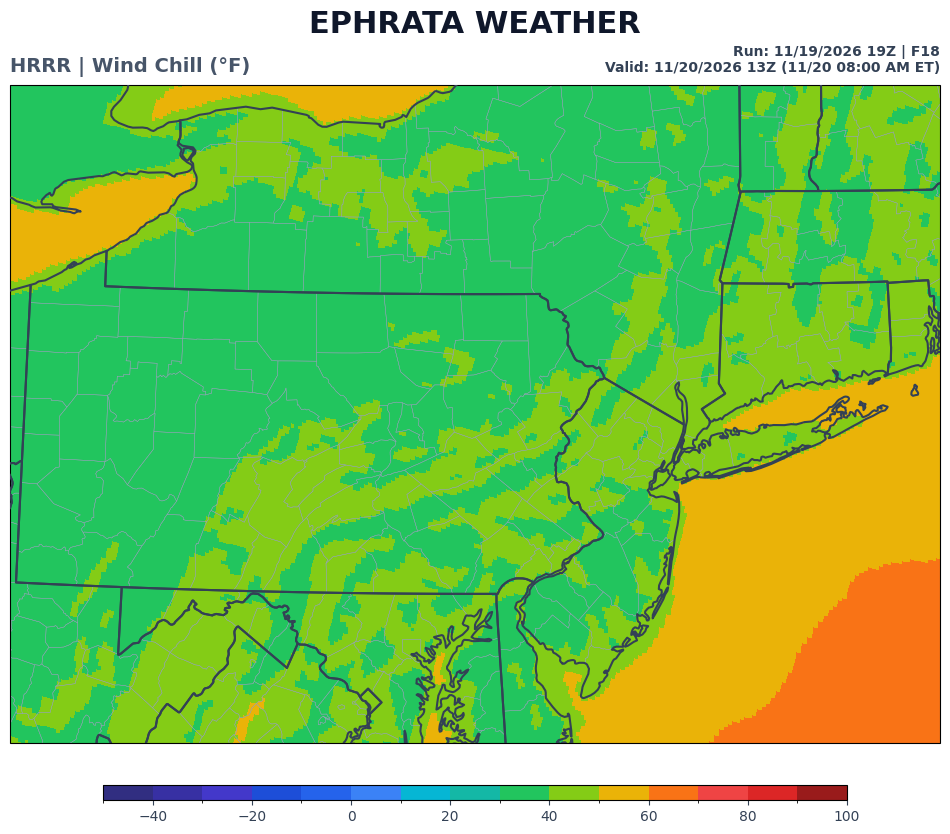 EPHRATA WEATHER
HRRR | Wind Chill (°F)
Run: 11/19/2026 19Z | F18
Valid: 11/20/2026 13Z (11/20 08:00 AM ET)
−40 −20 0 20 40 60 80 100